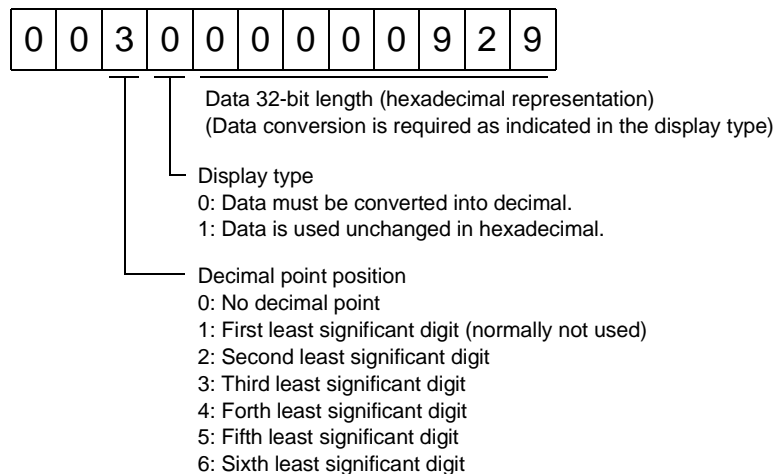 0 0 3 0 0 0 0 0 0 9 2 9
Data 32-bit length (hexadecimal representation)
(Data conversion is required as indicated in the display type)
Display type
0: Data must be converted into decimal.
1: Data is used unchanged in hexadecimal.
Decimal point position
0: No decimal point
1: First least significant digit (normally not used)
2: Second least significant digit
3: Third least significant digit
4: Forth least significant digit
5: Fifth least significant digit
6: Sixth least significant digit